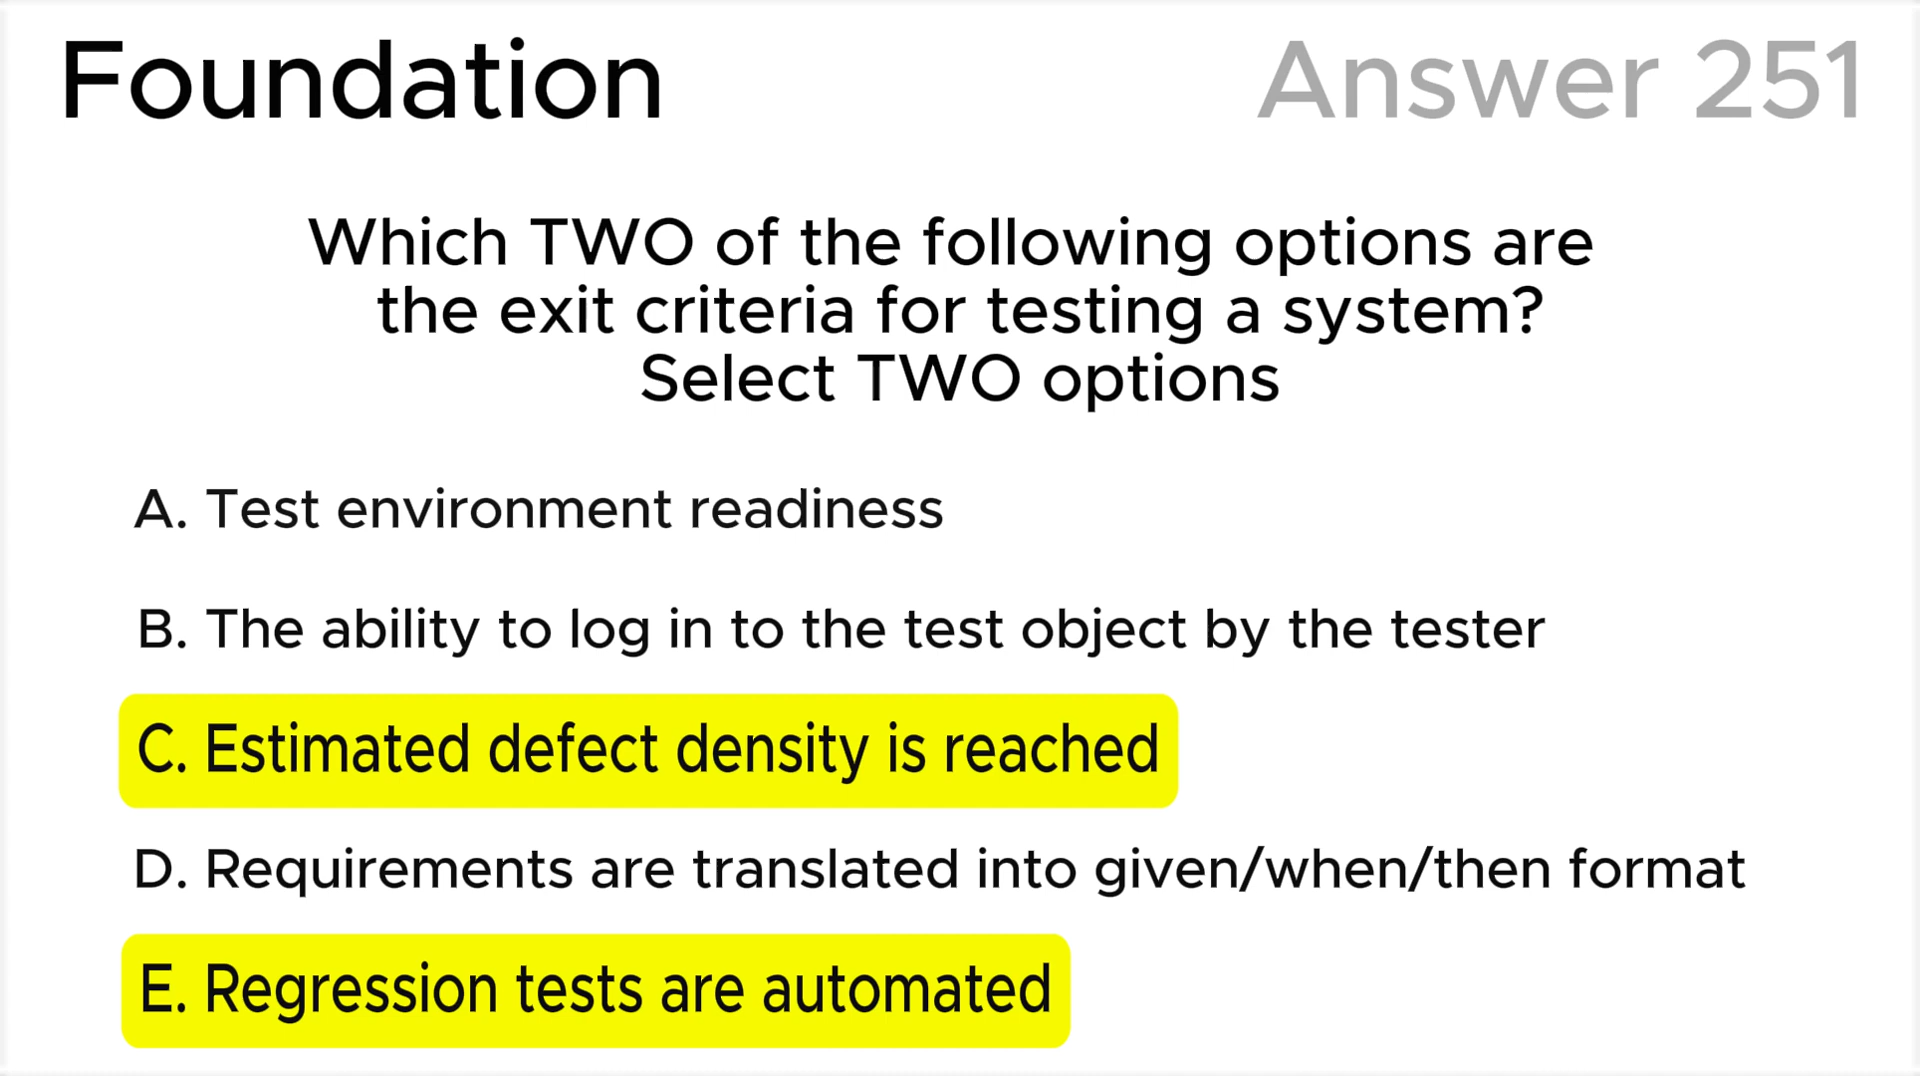 Foundation
Answer 251
Which TWO of the following options are
the exit criteria for testing a system?
Select TWO options
A. Test environment readiness
B. The ability to log in to the test object by the tester
C. Estimated defect density is reached
D. Requirements are translated into given/when/then format
E. Regression tests are automated